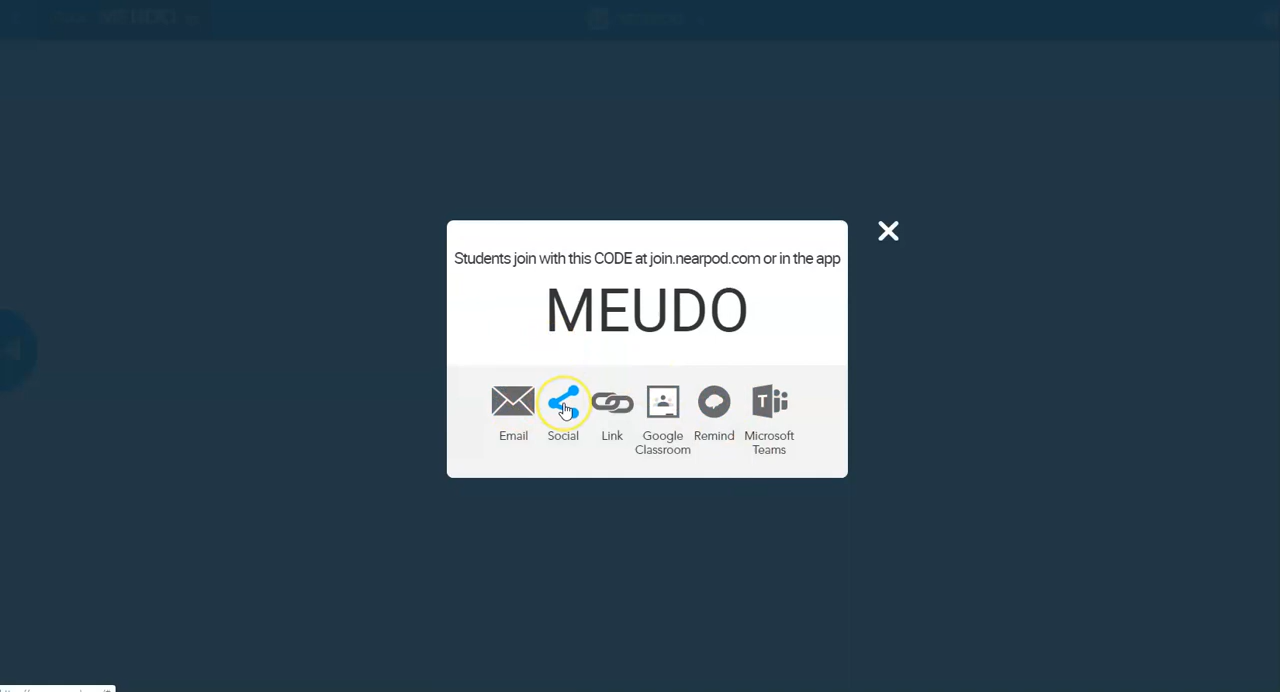 Students join with this CODE at join.nearpod.com or in the app
MEUDO
Email
Social
Link
Google Classroom
Remind
Microsoft Teams